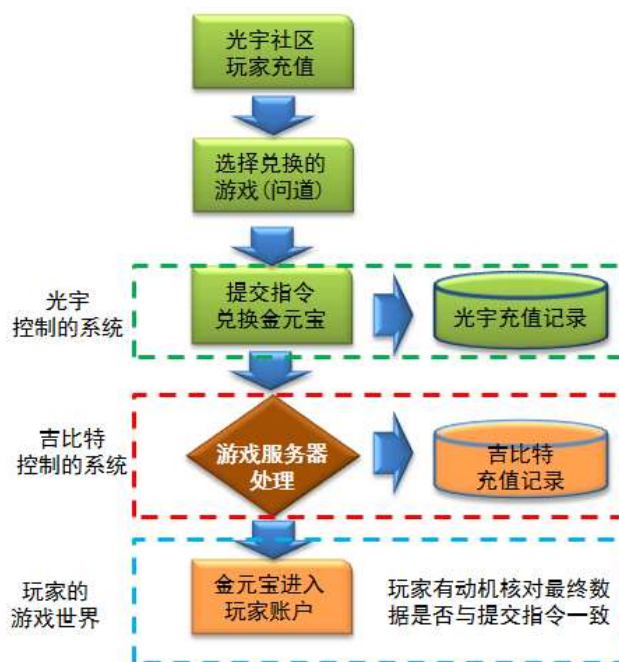 光宇社区
玩家充值
选择兑换的
游戏(问道)
光宇
控制的系统
提交指令
兑换金元宝
光宇充值记录
吉比特
控制的系统
游戏服务器
处理
吉比特
充值记录
玩家的
游戏世界
金元宝进入
玩家账户
玩家有动机核对最终数
据是否与提交指令一致